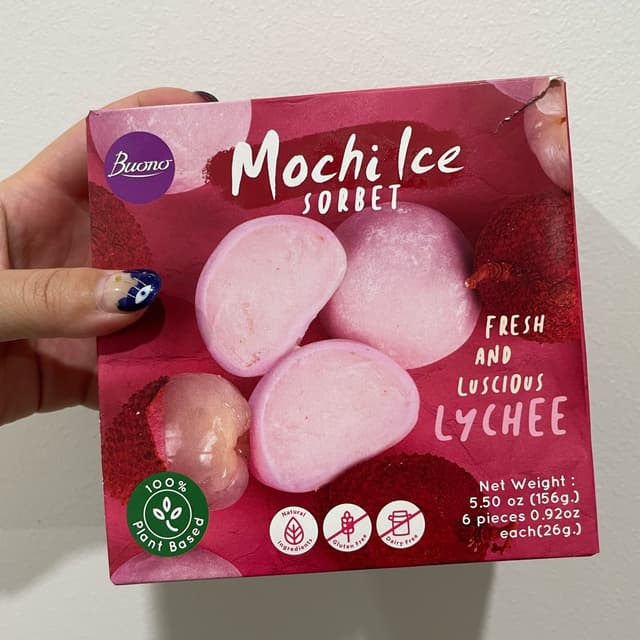 Buono
Mochi Ice
SORBET
FRESH
AND
LUSCIOUS
LYCHEE
100%
Plant Based
Natural
Ingredients
Gluten Free
Dairy Free
Net Weight :
5.50 oz (156g.)
6 pieces 0.92oz
each(26g.)